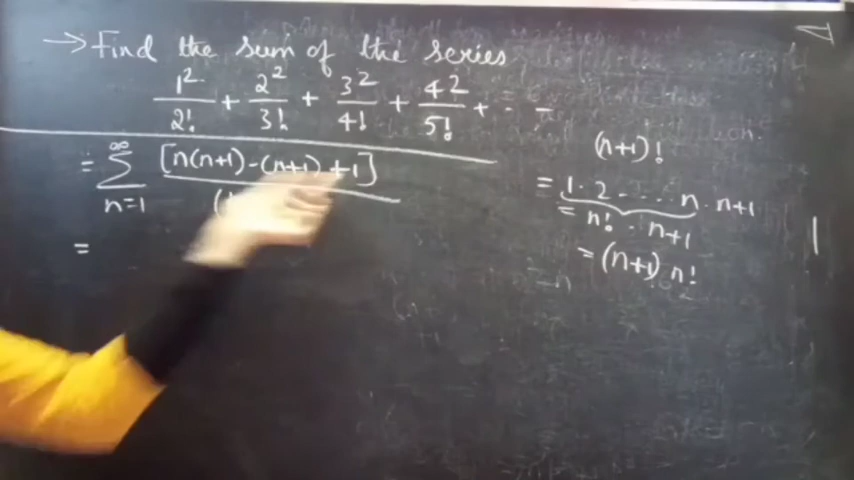 → Find the sum of the series
1²/2! + 2²/3! + 3²/4! + 4²/5! + - -
= ∞ Σ n=1 [n(n+1)-(n+1)+1]
=
(n+1)!
= 1·2----n·n+1
= n!·n+1
= (n+1) n!